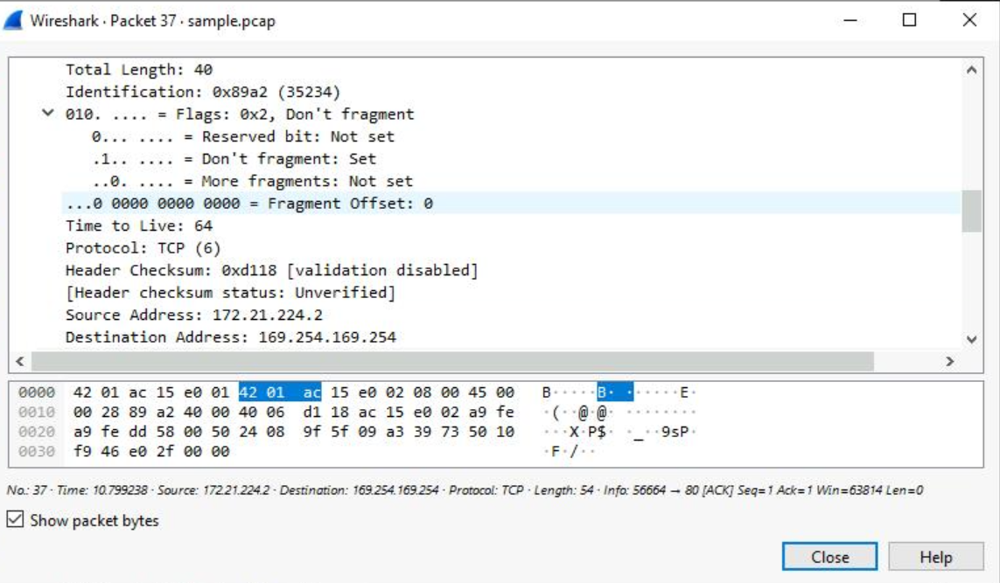 Wireshark · Packet 37 · sample.pcap
Total Length: 40
Identification: 0x89a2 (35234)
010. .... = Flags: 0x2, Don't fragment
0... .... = Reserved bit: Not set
.1.. .... = Don't fragment: Set
..0. .... = More fragments: Not set
...0 0000 0000 0000 = Fragment Offset: 0
Time to Live: 64
Protocol: TCP (6)
Header Checksum: 0xd118 [validation disabled]
[Header checksum status: Unverified]
Source Address: 172.21.224.2
Destination Address: 169.254.169.254
0000 42 01 ac 15 e0 01 42 01 ac 15 e0 02 08 00 45 00 B·····B· ······E·
0010 00 28 89 a2 40 00 40 06 d1 18 ac 15 e0 02 a9 fe ·(··@·@· ········
0020 a9 fe dd 58 00 50 24 08 9f 5f 09 a3 39 73 50 10 ···X·P$· ·_··9sP·
0030 f9 46 e0 2f 00 00 ·F·/··
No.: 37 · Time: 10.799238 · Source: 172.21.224.2 · Destination: 169.254.169.254 · Protocol: TCP · Length: 54 · Info: 56664 → 80 [ACK] Seq=1 Ack=1 Win=63814 Len=0
Show packet bytes
Close Help